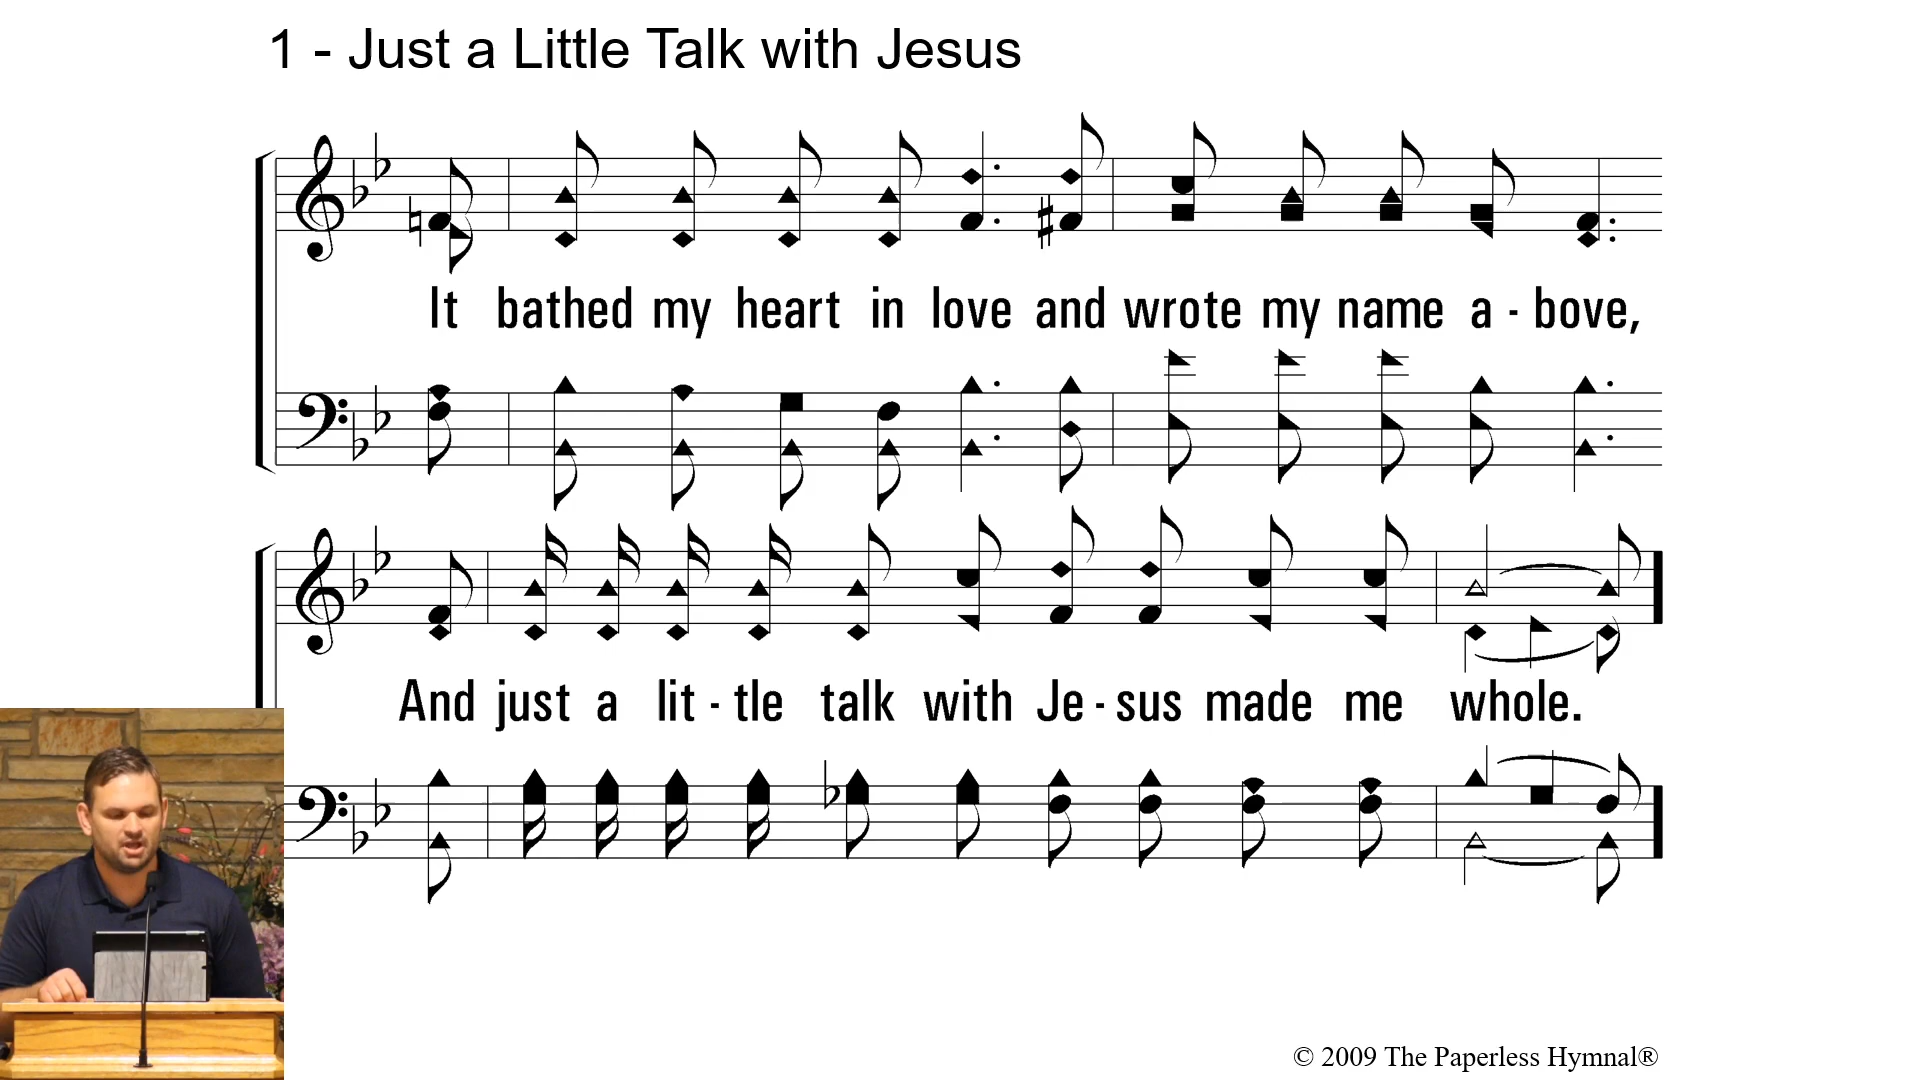 1 - Just a Little Talk with Jesus
It bathed my heart in love and wrote my name a - bove,
And just a lit - tle talk with Je - sus made me whole.
© 2009 The Paperless Hymnal®